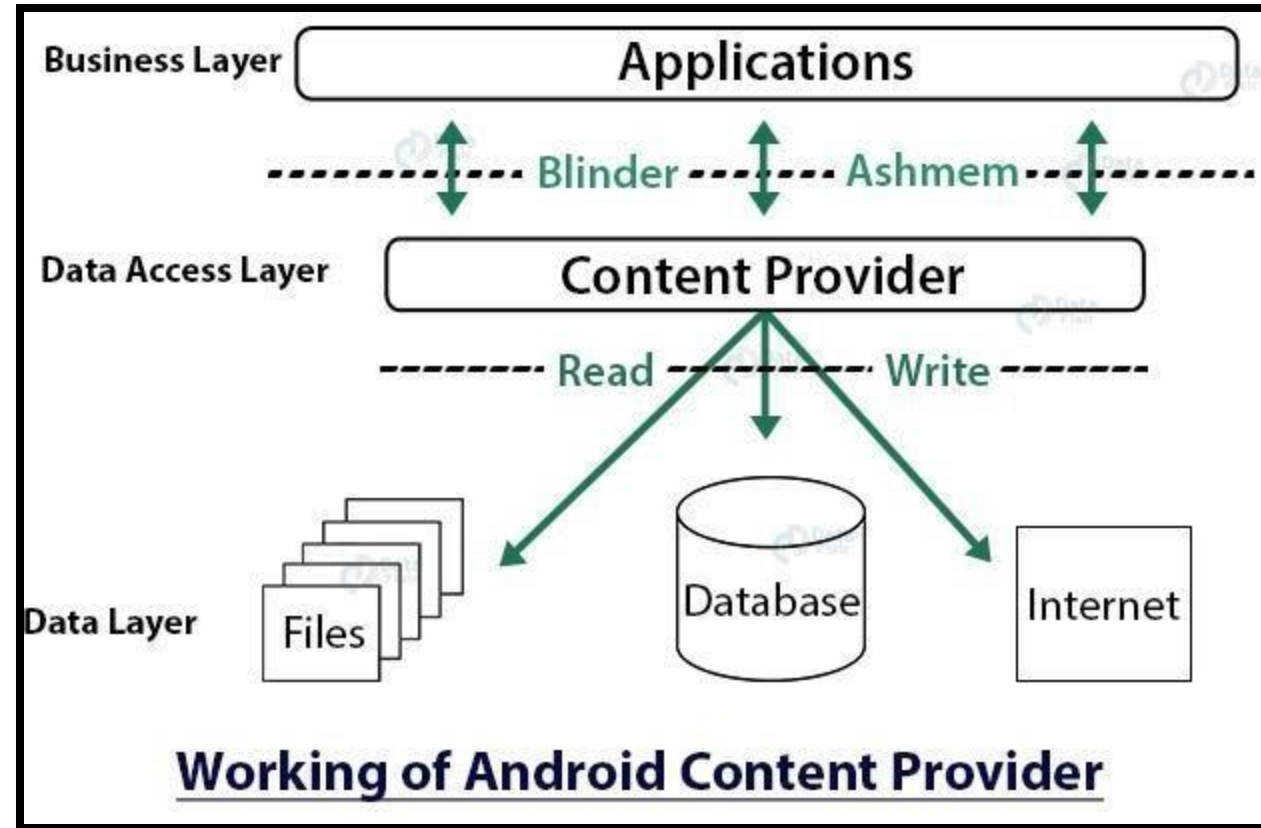 Business Layer
Applications
Blinder
Ashmem
Data Access Layer
Content Provider
Read
Write
Data Layer
Files
Database
Internet
Working of Android Content Provider